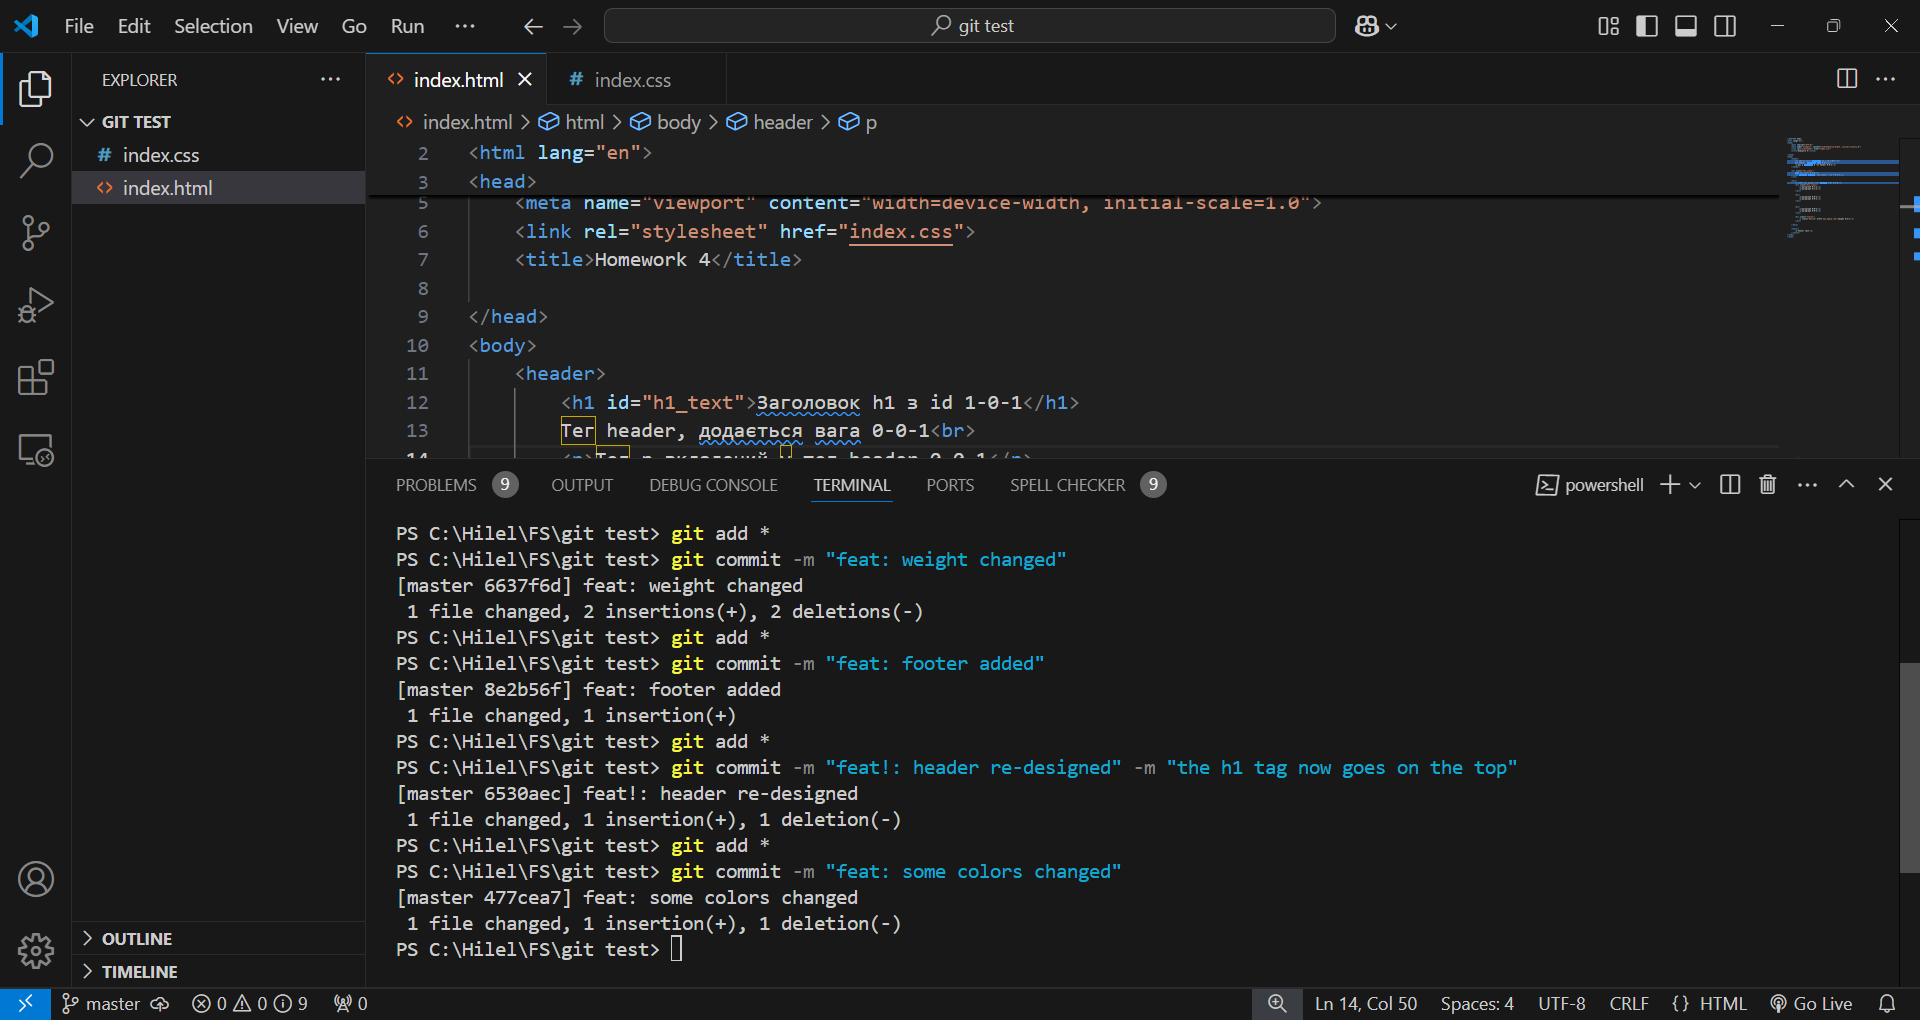 File Edit Selection View Go Run ··· git test
EXPLORER ···
GIT TEST
# index.css
<> index.html
OUTLINE
TIMELINE
<> index.html # index.css ···
<> index.html > html > body > header > p
2 <html lang="en">
3 <head>
5 <meta name="viewport" content="width=device-width, initial-scale=1.0">
6 <link rel="stylesheet" href="index.css">
7 <title>Homework 4</title>
8
9 </head>
10 <body>
11 <header>
12 <h1 id="h1_text">Заголовок h1 з id 1-0-1</h1>
13 Тег header, додається вага 0-0-1<br>
14 <p>Тег p вкладений у тег header 0-0-1</p>
PROBLEMS 9 OUTPUT DEBUG CONSOLE TERMINAL PORTS SPELL CHECKER 9 powershell ···
PS C:\Hilel\FS\git test> git add *
PS C:\Hilel\FS\git test> git commit -m "feat: weight changed"
[master 6637f6d] feat: weight changed
1 file changed, 2 insertions(+), 2 deletions(-)
PS C:\Hilel\FS\git test> git add *
PS C:\Hilel\FS\git test> git commit -m "feat: footer added"
[master 8e2b56f] feat: footer added
1 file changed, 1 insertion(+)
PS C:\Hilel\FS\git test> git add *
PS C:\Hilel\FS\git test> git commit -m "feat!: header re-designed" -m "the h1 tag now goes on the top"
[master 6530aec] feat!: header re-designed
1 file changed, 1 insertion(+), 1 deletion(-)
PS C:\Hilel\FS\git test> git add *
PS C:\Hilel\FS\git test> git commit -m "feat: some colors changed"
[master 477cea7] feat: some colors changed
1 file changed, 1 insertion(+), 1 deletion(-)
PS C:\Hilel\FS\git test>
master 0 0 9 0 Ln 14, Col 50 Spaces: 4 UTF-8 CRLF {} HTML Go Live